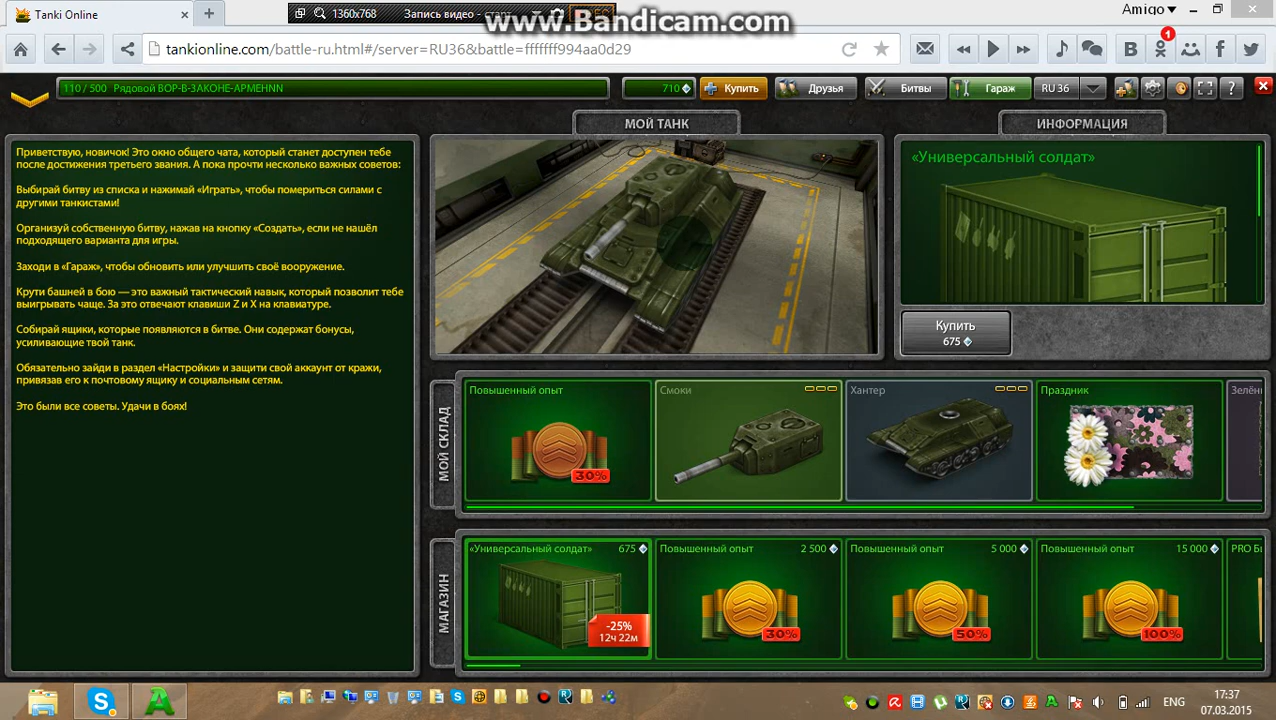 www.Bandicam.com
Tanki Online
1360x768
Запись видео - старт
Amigo
tankionline.com/battle-ru.html#/server=RU36&battle=fffffff994aa0d29
1
110 / 500 Рядовой ВОР-В-ЗАКОНЕ-АРМЕНNN
710
Купить
Друзья
Битвы
Гараж
RU 36
?
Приветствую, новичок! Это окно общего чата, который станет доступен тебе
после достижения третьего звания. А пока прочти несколько важных советов:
Выбирай битву из списка и нажимай «Играть», чтобы помериться силами с
другими танкистами!
Организуй собственную битву, нажав на кнопку «Создать», если не нашёл
подходящего варианта для игры.
Заходи в «Гараж», чтобы обновить или улучшить своё вооружение.
Крути башней в бою — это важный тактический навык, который позволит тебе
выигрывать чаще. За это отвечают клавиши Z и X на клавиатуре.
Собирай ящики, которые появляются в битве. Они содержат бонусы,
усиливающие твой танк.
Обязательно зайди в раздел «Настройки» и защити свой аккаунт от кражи,
привязав его к почтовому ящику и социальным сетям.
Это были все советы. Удачи в боях!
МОЙ ТАНК
ИНФОРМАЦИЯ
«Универсальный солдат»
Купить
675
МОЙ СКЛАД
Повышенный опыт
30%
Смоки
Хантер
Праздник
Зелён
МАГАЗИН
«Универсальный солдат» 675
-25%
12ч 22м
Повышенный опыт 2 500
30%
Повышенный опыт 5 000
50%
Повышенный опыт 15 000
100%
PRO Б
ENG
17:37
07.03.2015